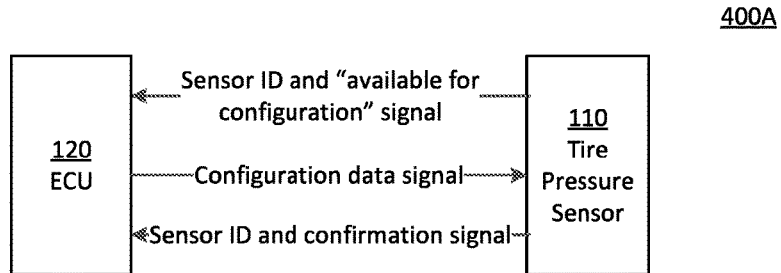 400A
Sensor ID and “available for
configuration” signal
120
ECU
110
Tire
Pressure
Sensor
Configuration data signal
Sensor ID and confirmation signal